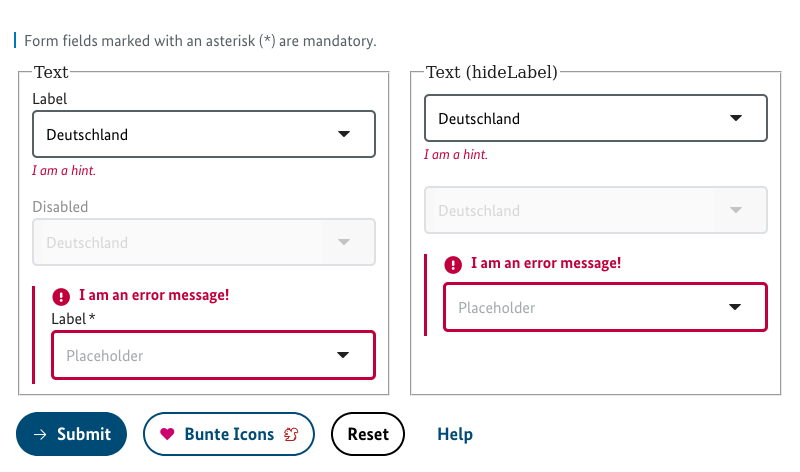 Form fields marked with an asterisk (*) are mandatory.
Text
Label
Deutschland
I am a hint.
Disabled
Deutschland
I am an error message!
Label *
Placeholder
Text (hideLabel)
Deutschland
I am a hint.
Deutschland
I am an error message!
Placeholder
Submit
Bunte Icons
Reset
Help